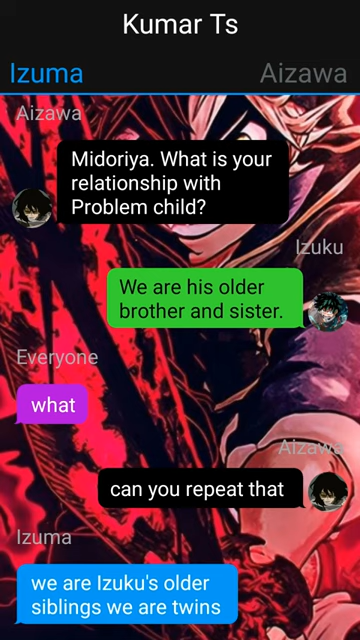 Kumar Ts
Izuma Aizawa
Aizawa
Midoriya. What is your
relationship with
Problem child?
Izuku
We are his older
brother and sister.
Everyone
what
Aizawa
can you repeat that
Izuma
we are Izuku's older
siblings we are twins